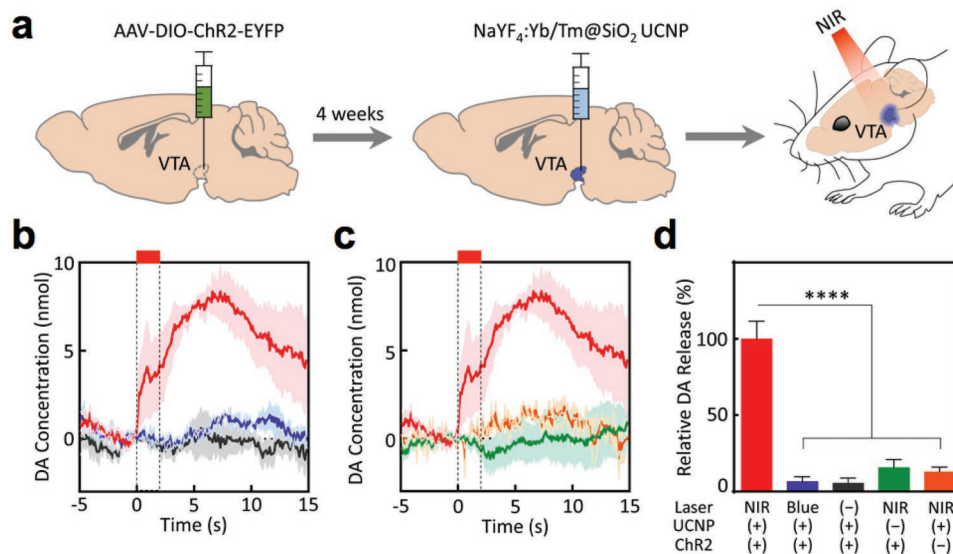 a
AAV-DIO-ChR2-EYFP
NaYF₄:Yb/Tm@SiO₂ UCNP
NIR
4 weeks
VTA
VTA
VTA
b
DA Concentration (nmol)
10
5
0
-5
0
5
10
15
Time (s)
c
DA Concentration (nmol)
10
5
0
-5
0
5
10
15
Time (s)
d
Relative DA Release (%)
****
100
50
0
Laser NIR Blue (−) NIR NIR
UCNP (+) (+) (+) (−) (+)
ChR2 (+) (+) (+) (+) (−)